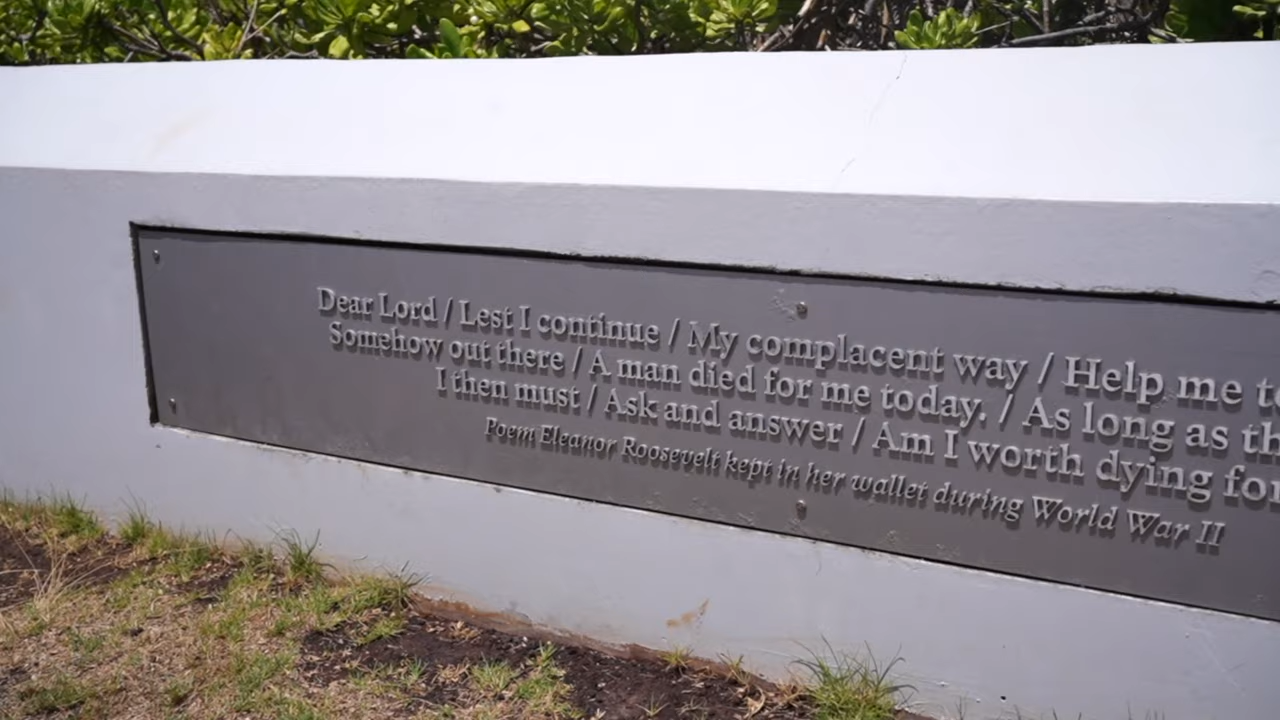 Dear Lord / Lest I continue / My complacent way / Help me
Somehow out there / A man died for me today. / As long as
I then must / Ask and answer / Am I worth dying for
Poem Eleanor Roosevelt kept in her wallet during World War II